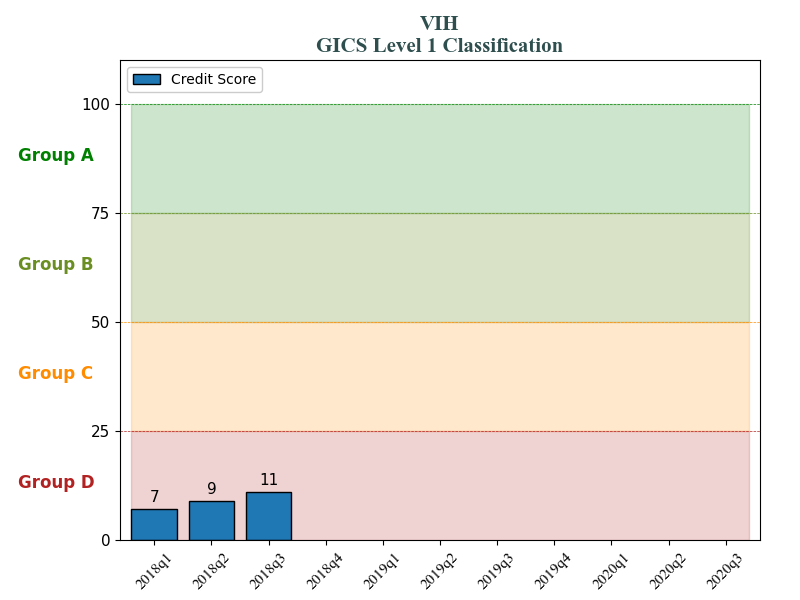 VIH
GICS Level 1 Classification
Credit Score
100
Group A
75
Group B
50
Group C
25
Group D
0
7
9
11
2018q1
2018q2
2018q3
2018q4
2019q1
2019q2
2019q3
2019q4
2020q1
2020q2
2020q3